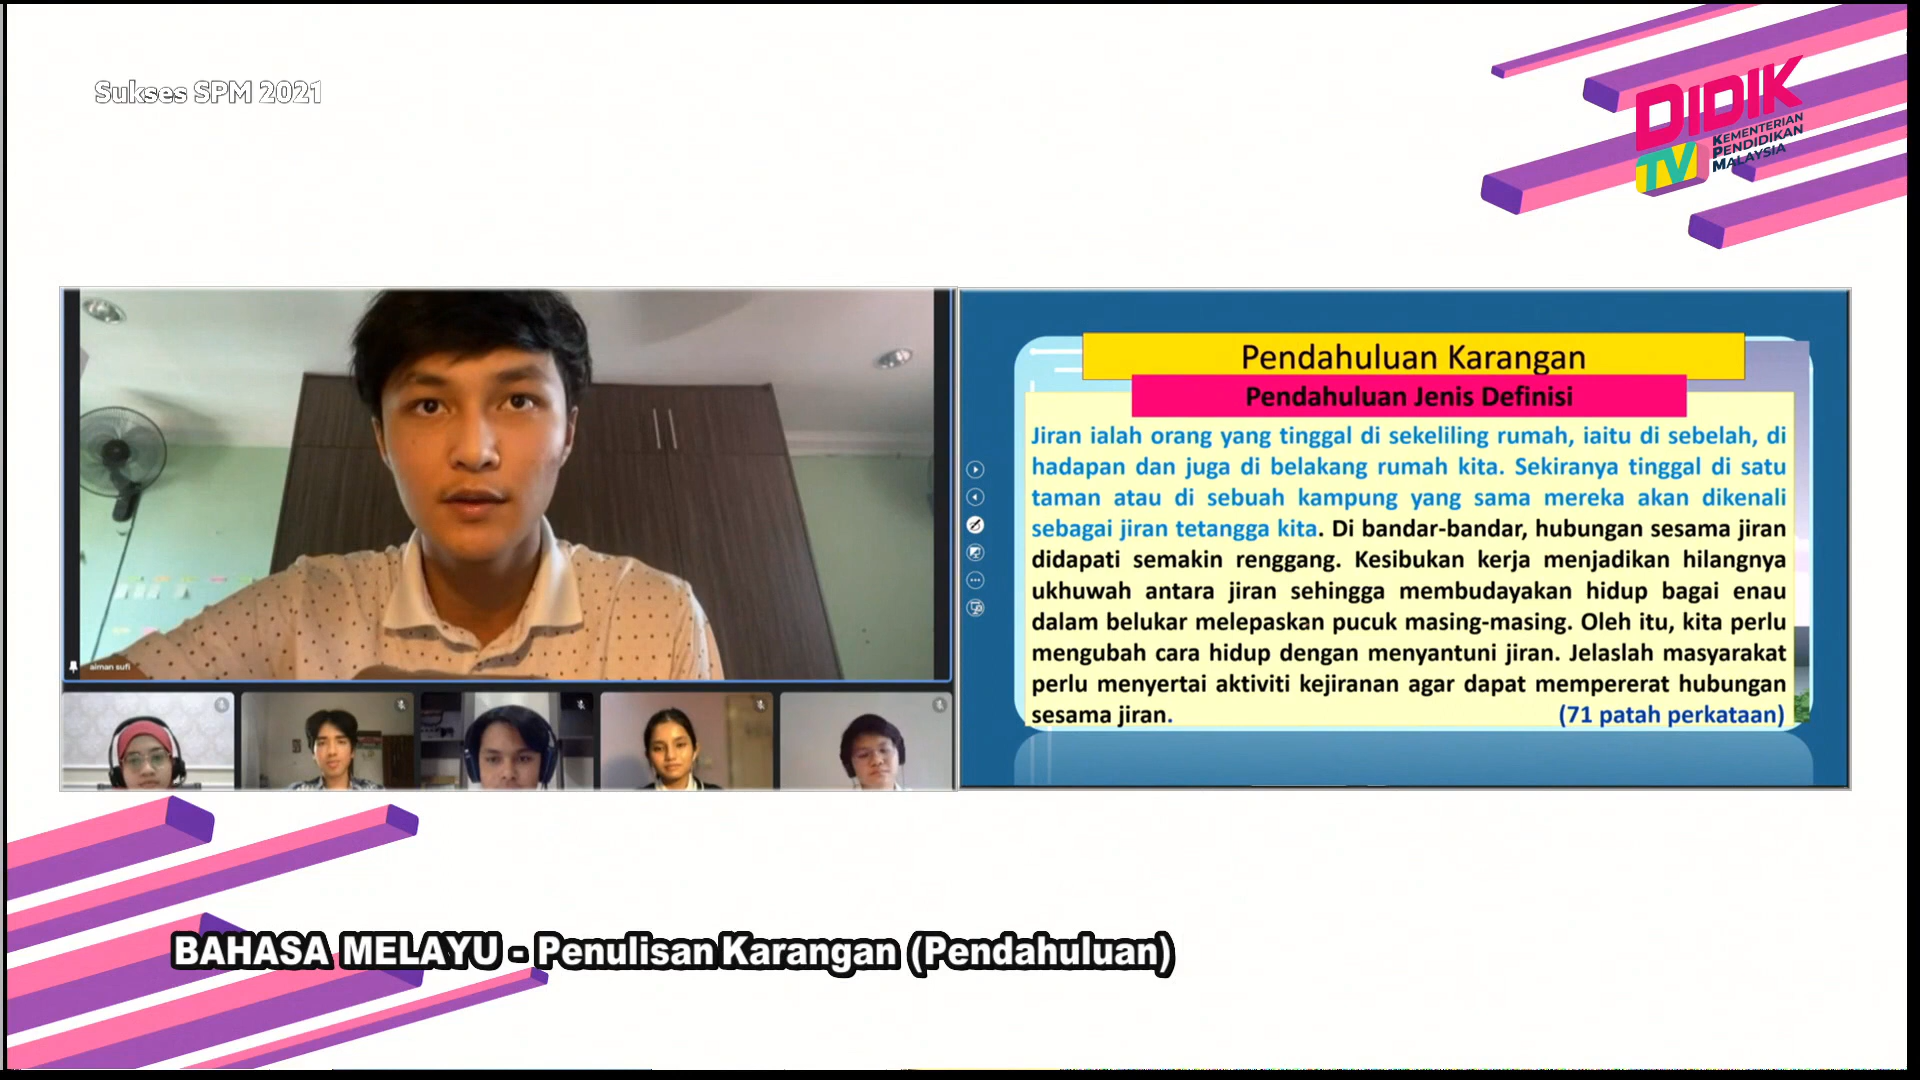 Sukses SPM 2021
DIDIK
TV
KEMENTERIAN
PENDIDIKAN
MALAYSIA
aiman sufi
Pendahuluan Karangan
Pendahuluan Jenis Definisi
Jiran ialah orang yang tinggal di sekeliling rumah, iaitu di sebelah, di
hadapan dan juga di belakang rumah kita. Sekiranya tinggal di satu
taman atau di sebuah kampung yang sama mereka akan dikenali
sebagai jiran tetangga kita. Di bandar-bandar, hubungan sesama jiran
didapati semakin renggang. Kesibukan kerja menjadikan hilangnya
ukhuwah antara jiran sehingga membudayakan hidup bagai enau
dalam belukar melepaskan pucuk masing-masing. Oleh itu, kita perlu
mengubah cara hidup dengan menyantuni jiran. Jelaslah masyarakat
perlu menyertai aktiviti kejiranan agar dapat mempererat hubungan
sesama jiran. (71 patah perkataan)
BAHASA MELAYU - Penulisan Karangan (Pendahuluan)